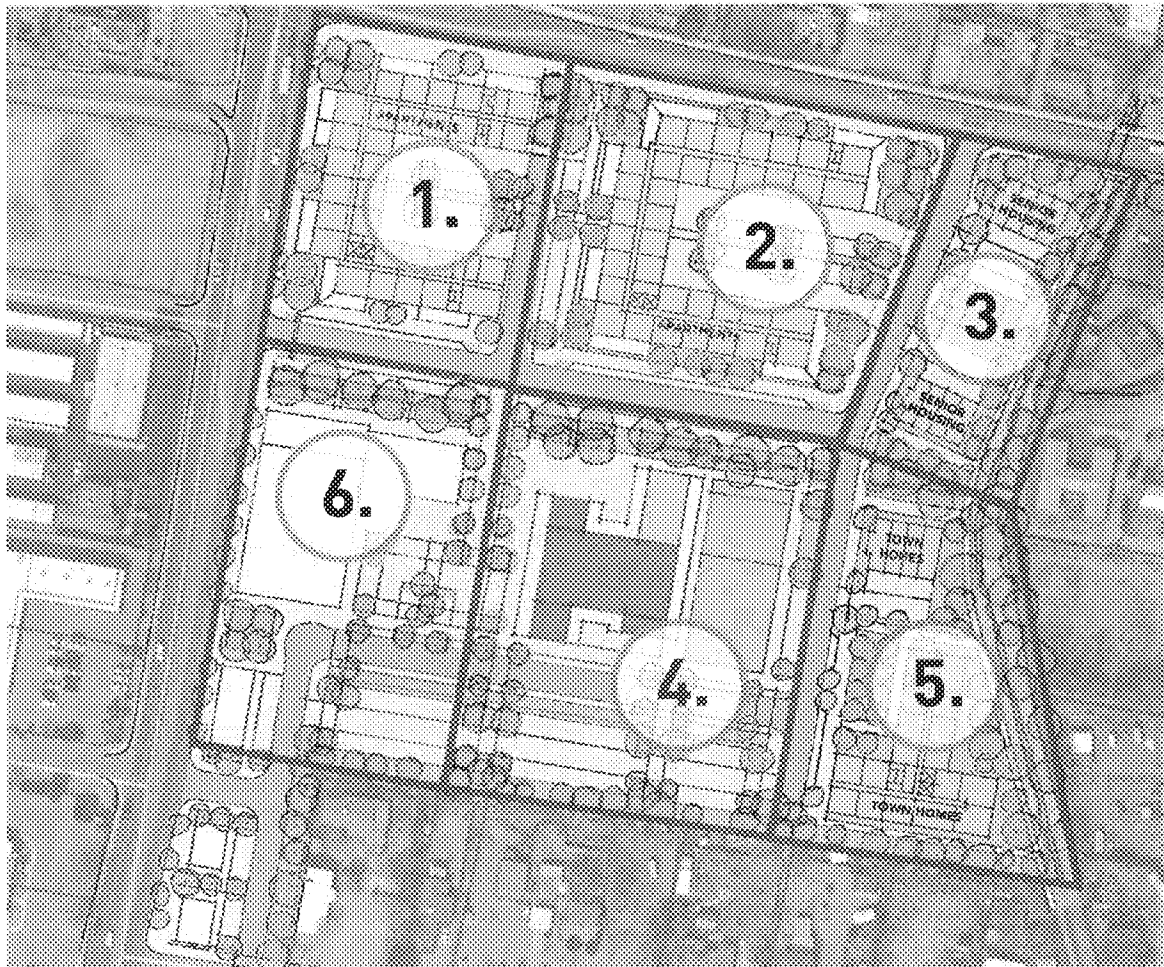 APARTMENTS
1.
2.
APARTMENTS
SENIOR
HOUSING
3.
SENIOR
HOUSING
6.
4.
TOWN
HOMES
5.
TOWN HOMES